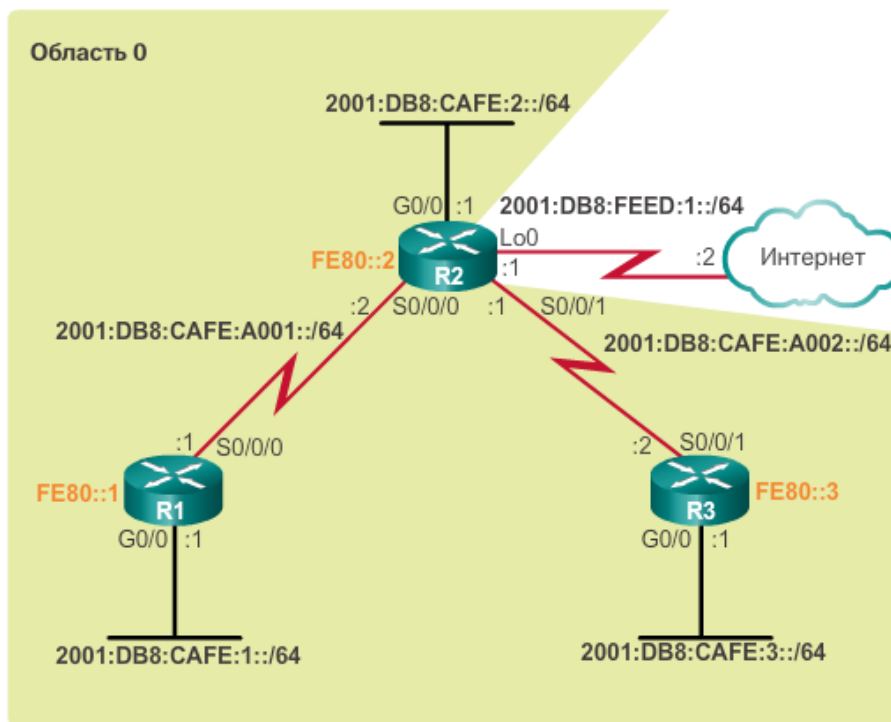 Область 0
2001:DB8:CAFE:2::/64
G0/0 :1
2001:DB8:FEED:1::/64
Lo0
:2
Интернет
FE80::2
R2
:1
:2 S0/0/0
:1 S0/0/1
2001:DB8:CAFE:A001::/64
2001:DB8:CAFE:A002::/64
:1 S0/0/0
:2 S0/0/1
FE80::1
R1
R3
FE80::3
G0/0 :1
G0/0 :1
2001:DB8:CAFE:1::/64
2001:DB8:CAFE:3::/64